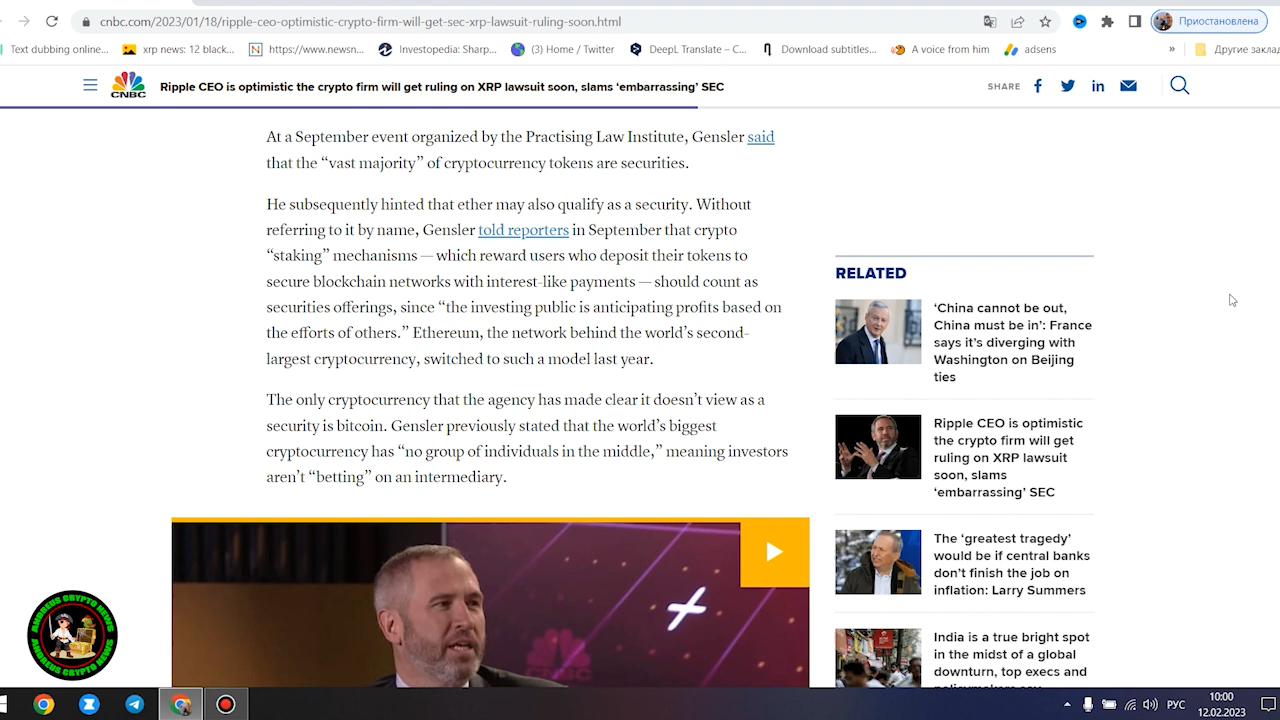 cnbc.com/2023/01/18/ripple-ceo-optimistic-crypto-firm-will-get-sec-xrp-lawsuit-ruling-soon.html
Приостановлена
Text dubbing online...
xrp news: 12 black...
https://www.newsn...
Investopedia: Sharp...
(3) Home / Twitter
DeepL Translate – C...
Download subtitles...
A voice from him
adsens
»
Другие закла
CNBC
Ripple CEO is optimistic the crypto firm will get ruling on XRP lawsuit soon, slams ‘embarrassing’ SEC
SHARE
At a September event organized by the Practising Law Institute, Gensler said
that the “vast majority” of cryptocurrency tokens are securities.
He subsequently hinted that ether may also qualify as a security. Without
referring to it by name, Gensler told reporters in September that crypto
“staking” mechanisms — which reward users who deposit their tokens to
secure blockchain networks with interest-like payments — should count as
securities offerings, since “the investing public is anticipating profits based on
the efforts of others.” Ethereum, the network behind the world’s second-
largest cryptocurrency, switched to such a model last year.
The only cryptocurrency that the agency has made clear it doesn’t view as a
security is bitcoin. Gensler previously stated that the world’s biggest
cryptocurrency has “no group of individuals in the middle,” meaning investors
aren’t “betting” on an intermediary.
RELATED
‘China cannot be out,
China must be in’: France
says it’s diverging with
Washington on Beijing
ties
Ripple CEO is optimistic
the crypto firm will get
ruling on XRP lawsuit
soon, slams
‘embarrassing’ SEC
The ‘greatest tragedy’
would be if central banks
don’t finish the job on
inflation: Larry Summers
India is a true bright spot
in the midst of a global
downturn, top execs and
ANDREUS CRYPTO NEWS
ANDREUS CRYPTO NEWS
РУС
10:00
12.02.2023